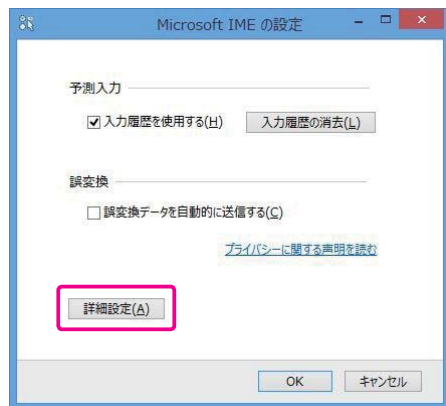 Microsoft IME の設定
予測入力
入力履歴を使用する(H)
入力履歴の消去(L)
誤変換
誤変換データを自動的に送信する(C)
プライバシーに関する声明を読む
詳細設定(A)
OK
キャンセル